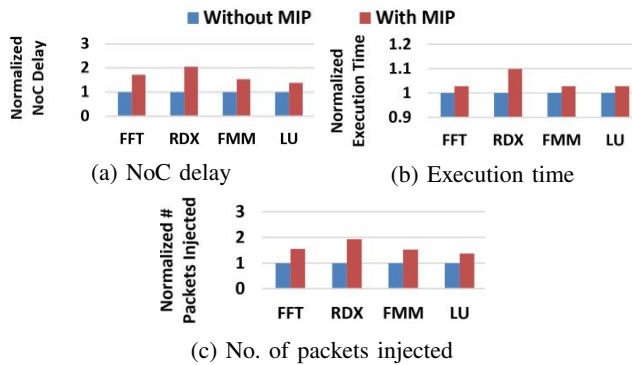 Without MIP With MIP
Normalized
NoC Delay
3
2
1
0
FFT RDX FMM LU
(a) NoC delay
Normalized
Execution Time
1.2
1.1
1
0.9
FFT RDX FMM LU
(b) Execution time
Normalized #
Packets Injected
3
2
1
0
FFT RDX FMM LU
(c) No. of packets injected